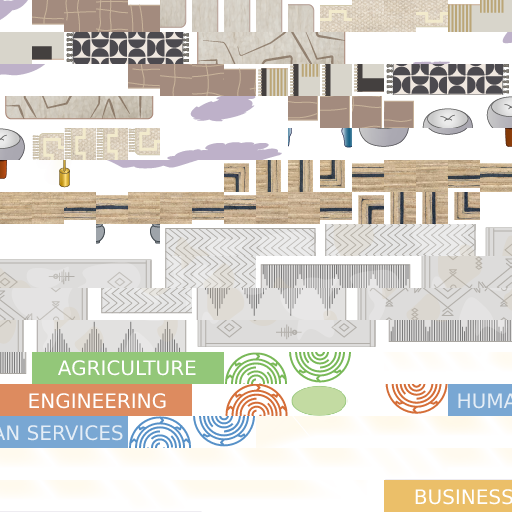 AGRICULTURE
ENGINEERING
HUMA
AN SERVICES
BUSINESS